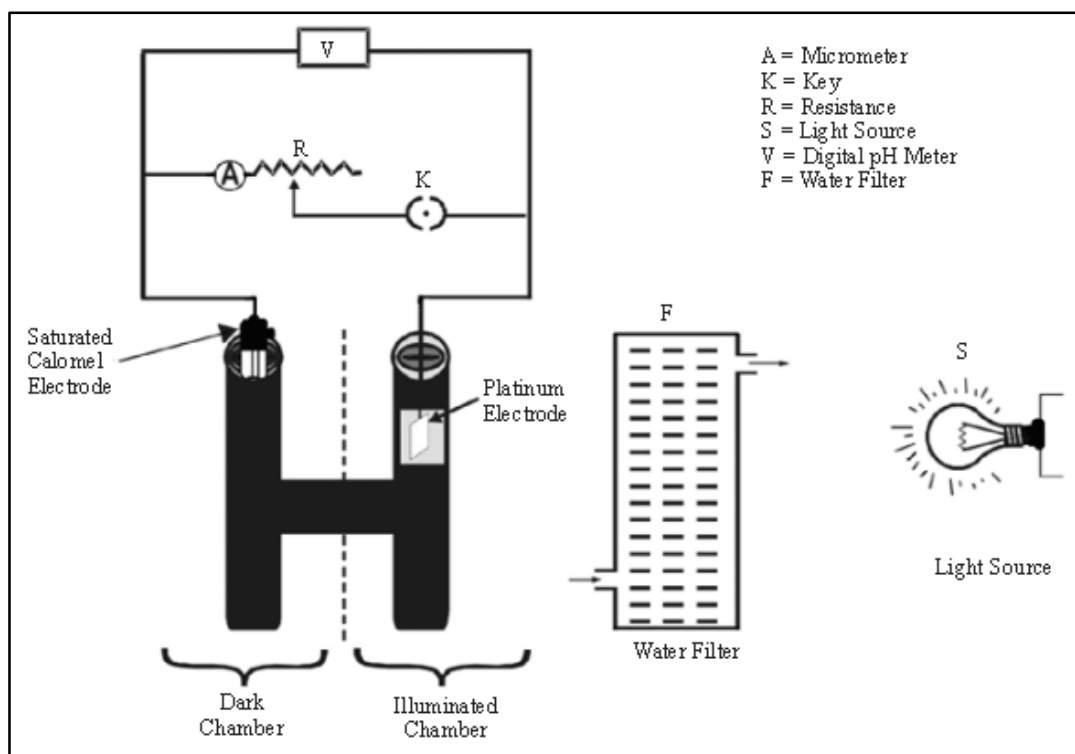 V
A = Micrometer
K = Key
R = Resistance
S = Light Source
V = Digital pH Meter
F = Water Filter
R
A
K
Saturated
Calomel
Electrode
Platinum
Electrode
F
S
Light Source
Water Filter
Dark
Chamber
Illuminated
Chamber